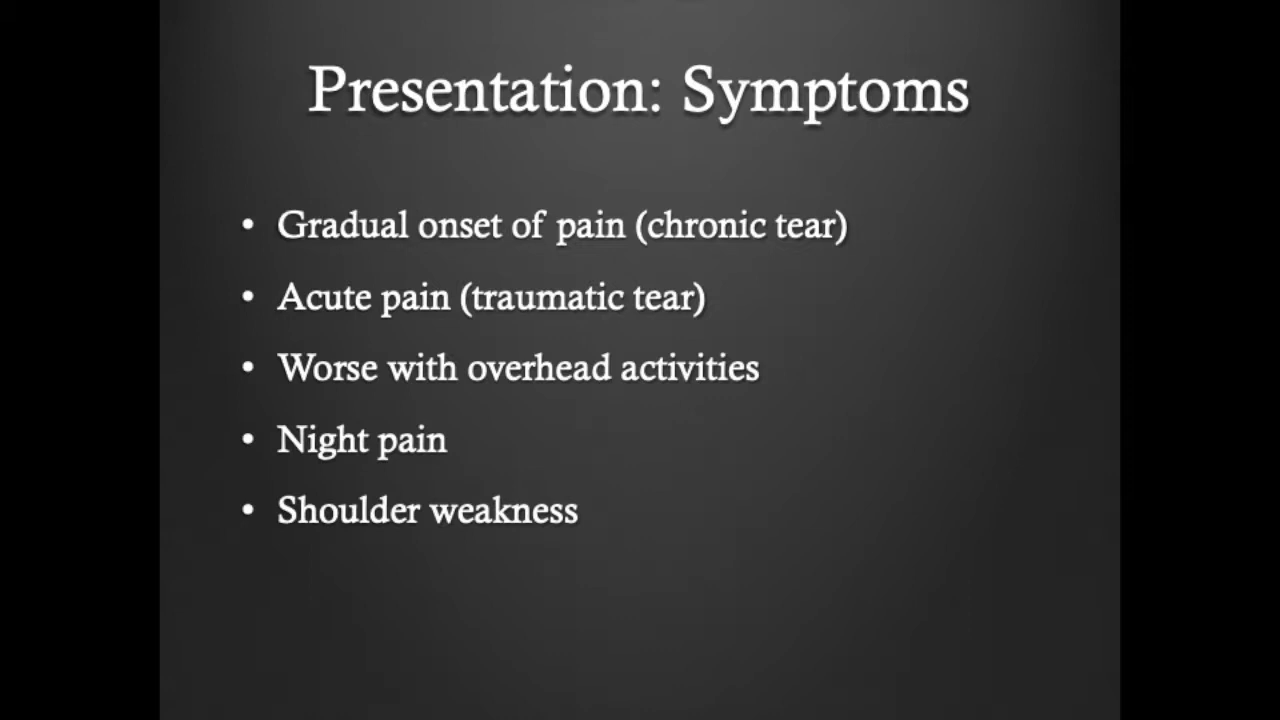 Presentation: Symptoms
• Gradual onset of pain (chronic tear)
• Acute pain (traumatic tear)
• Worse with overhead activities
• Night pain
• Shoulder weakness